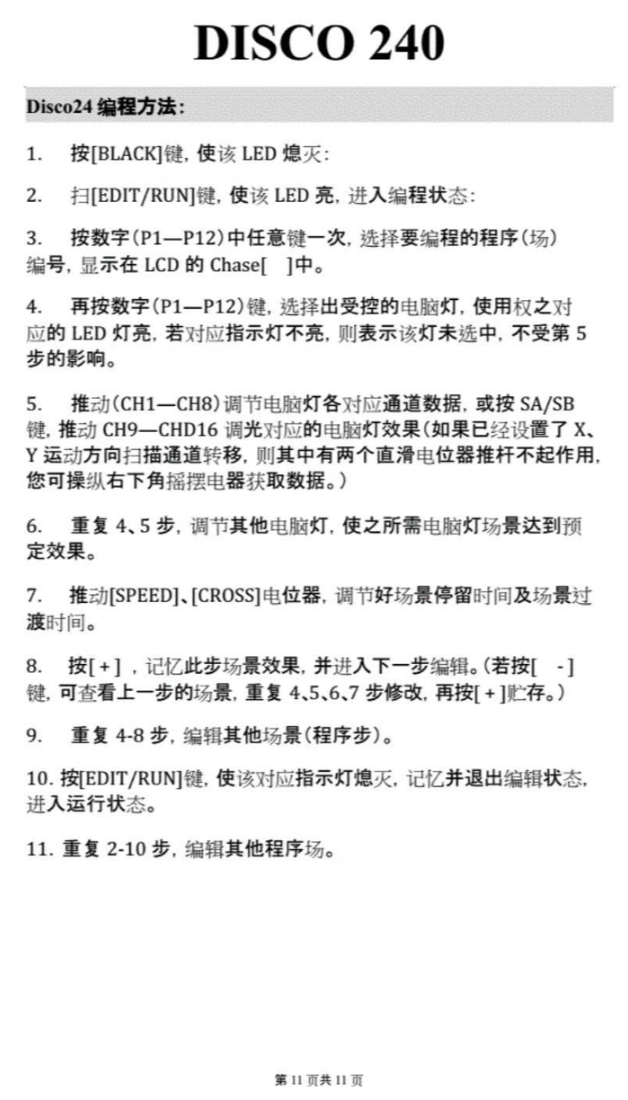 DISCO 240
Disco24 编程方法：
1. 按[BLACK]键, 使该 LED 熄灭：
2. 扫[EDIT/RUN]键, 使该 LED 亮, 进入编程状态：
3. 按数字(P1—P12)中任意键一次, 选择要编程的程序(场)
编号, 显示在 LCD 的 Chase[ ]中。
4. 再按数字(P1—P12)键, 选择出受控的电脑灯, 使用权之对
应的 LED 灯亮, 若对应指示灯不亮, 则表示该灯未选中, 不受第 5
步的影响。
5. 推动(CH1—CH8)调节电脑灯各对应通道数据, 或按 SA/SB
键, 推动 CH9—CHD16 调光对应的电脑灯效果(如果已经设置了 X、
Y 运动方向扫描通道转移, 则其中有两个直滑电位器推杆不起作用,
您可操纵右下角摇摆电器获取数据。)
6. 重复 4、5 步, 调节其他电脑灯, 使之所需电脑灯场景达到预
定效果。
7. 推动[SPEED]、[CROSS]电位器, 调节好场景停留时间及场景过
渡时间。
8. 按[ + ] , 记忆此步场景效果, 并进入下一步编辑。(若按[ - ]
键, 可查看上一步的场景, 重复 4、5、6、7 步修改, 再按[ + ]贮存。)
9. 重复 4-8 步, 编辑其他场景(程序步)。
10. 按[EDIT/RUN]键, 使该对应指示灯熄灭, 记忆并退出编辑状态,
进入运行状态。
11. 重复 2-10 步, 编辑其他程序场。
第 11 页共 11 页